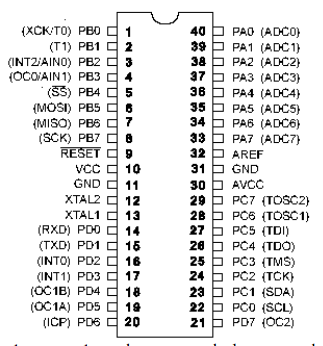 (XCK/T0) PB0 1 40 PA0 (ADC0)
(T1) PB1 2 39 PA1 (ADC1)
(INT2/AIN0) PB2 3 38 PA2 (ADC2)
(OC0/AIN1) PB3 4 37 PA3 (ADC3)
(SS) PB4 5 36 PA4 (ADC4)
(MOSI) PB5 6 35 PA5 (ADC5)
(MISO) PB6 7 34 PA6 (ADC6)
(SCK) PB7 8 33 PA7 (ADC7)
RESET 9 32 AREF
VCC 10 31 GND
GND 11 30 AVCC
XTAL2 12 29 PC7 (TOSC2)
XTAL1 13 28 PC6 (TOSC1)
(RXD) PD0 14 27 PC5 (TDI)
(TXD) PD1 15 26 PC4 (TDO)
(INT0) PD2 16 25 PC3 (TMS)
(INT1) PD3 17 24 PC2 (TCK)
(OC1B) PD4 18 23 PC1 (SDA)
(OC1A) PD5 19 22 PC0 (SCL)
(ICP) PD6 20 21 PD7 (OC2)